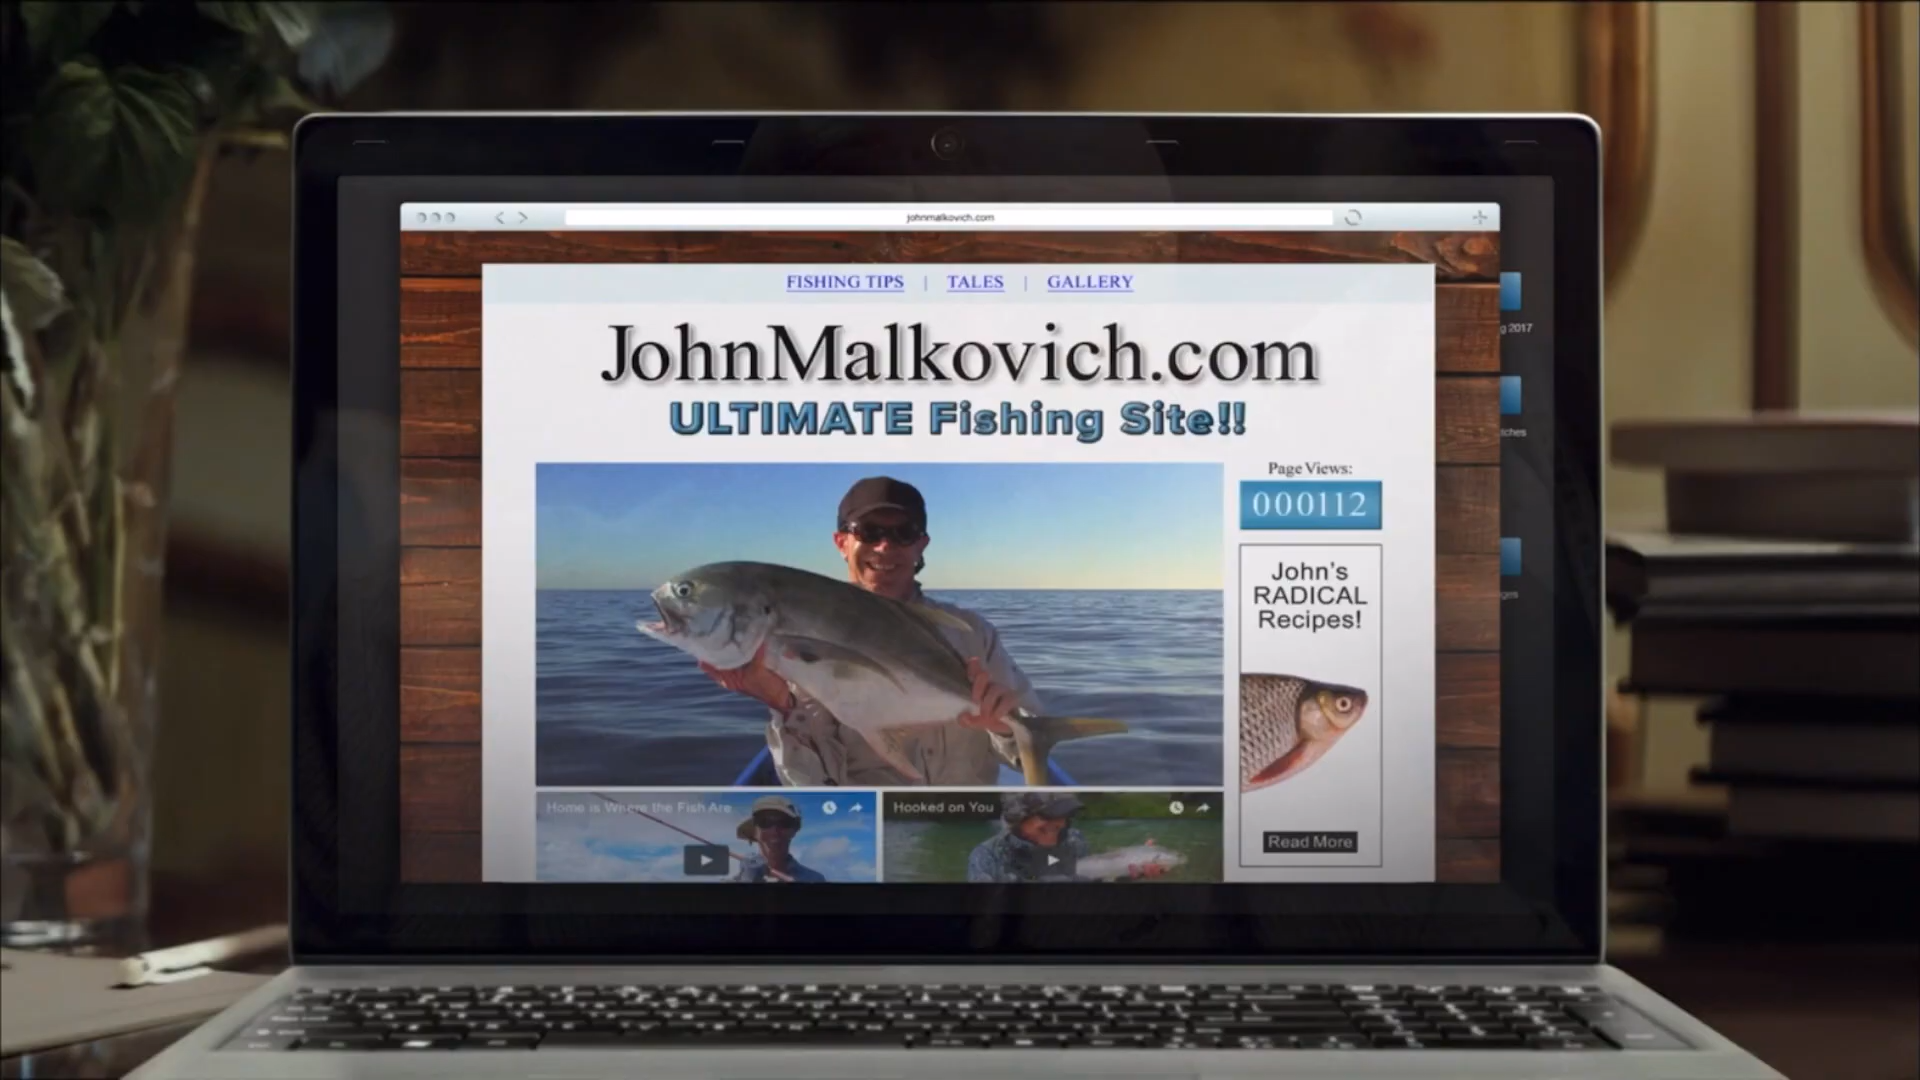 johnmalkovich.com
FISHING TIPS | TALES | GALLERY
JohnMalkovich.com
ULTIMATE Fishing Site!!
Page Views:
000112
John's
RADICAL
Recipes!
Read More
Home is Where the Fish Are
Hooked on You
2017